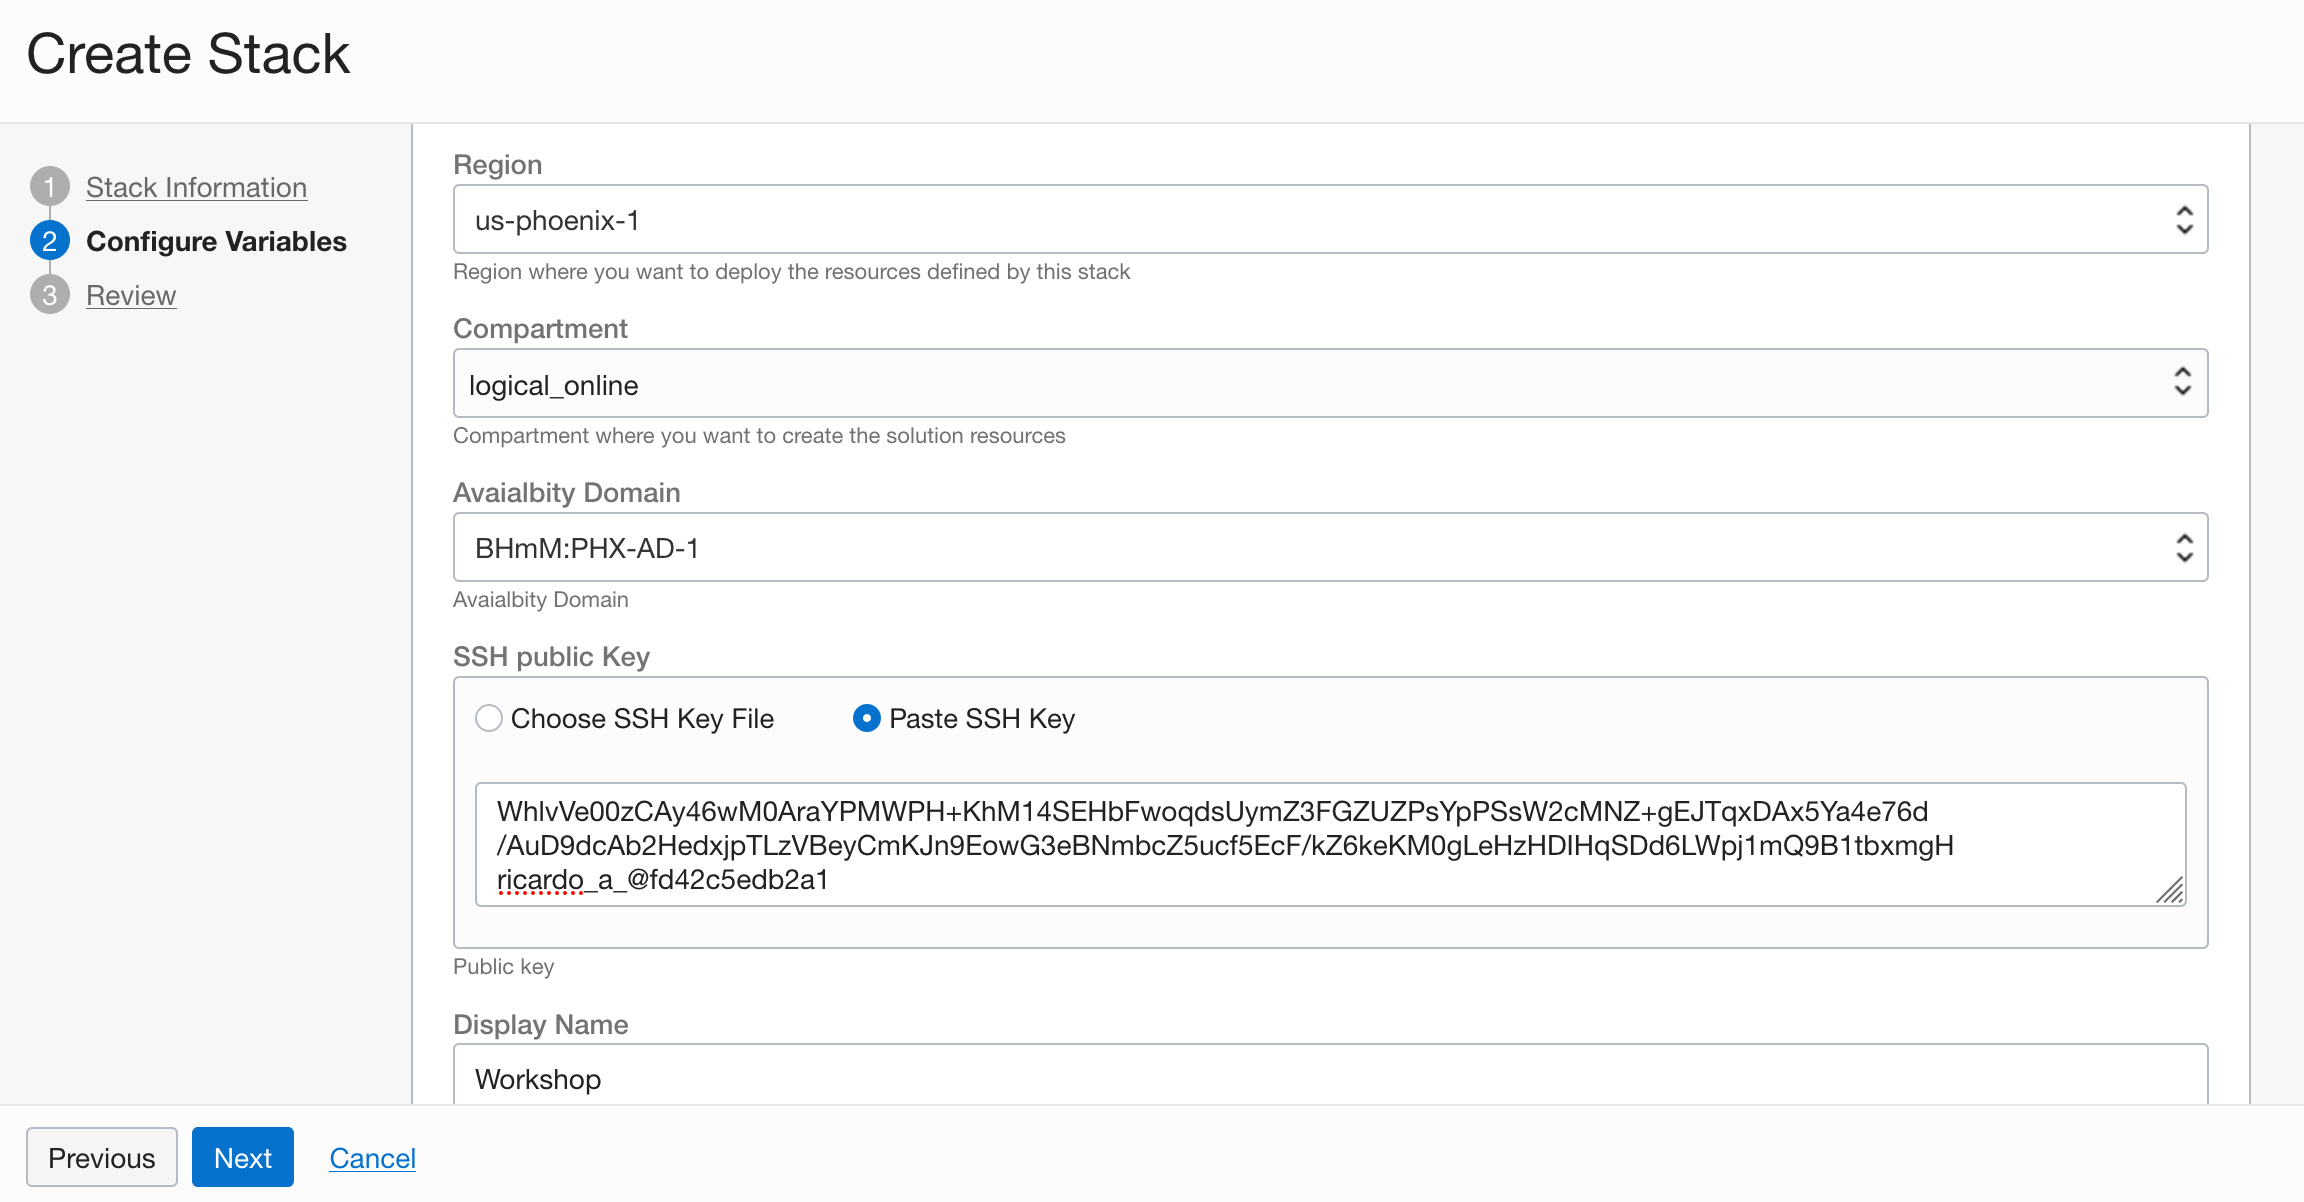 Create Stack
1 Stack Information
2 Configure Variables
3 Review
Region
us-phoenix-1
Region where you want to deploy the resources defined by this stack
Compartment
logical_online
Compartment where you want to create the solution resources
Avaialbity Domain
BHmM:PHX-AD-1
Avaialbity Domain
SSH public Key
Choose SSH Key File Paste SSH Key
WhlvVe00zCAy46wM0AraYPMWPH+KhM14SEHbFwoqdsUymZ3FGZUZPsYpPSsW2cMNZ+gEJTqxDAx5Ya4e76d
/AuD9dcAb2HedxjpTLzVBeyCmKJn9EowG3eBNmbcZ5ucf5EcF/kZ6keKM0gLeHzHDIHqSDd6LWpj1mQ9B1tbxmgH
ricardo_a_@fd42c5edb2a1
Public key
Display Name
Workshop
Previous Next Cancel